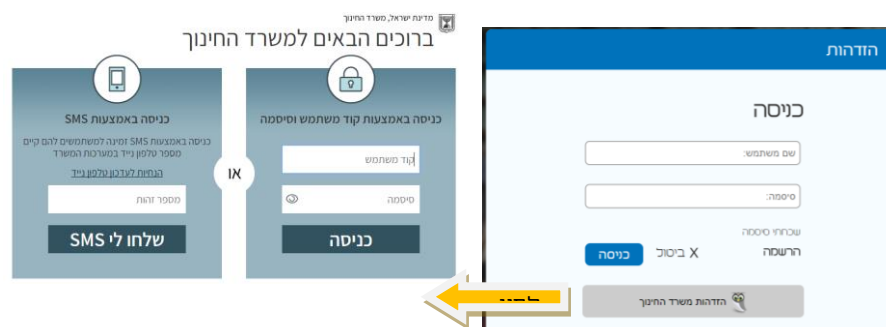 הזדהות
כניסה
שם משתמש:
סיסמה:
שכחתי סיסמה
הרשמה
X ביטול
כניסה
הזדהות משרד החינוך
מדינת ישראל, משרד החינוך
ברוכים הבאים למשרד החינוך
כניסה באמצעות קוד משתמש וסיסמה
קוד משתמש
סיסמה
כניסה
או
כניסה באמצעות SMS
כניסה באמצעות SMS זמינה למשתמשים להם קיים
מספר טלפון נייד במערכות המשרד
הנחיות לעדכון טלפון נייד
מספר זהות
שלחו לי SMS